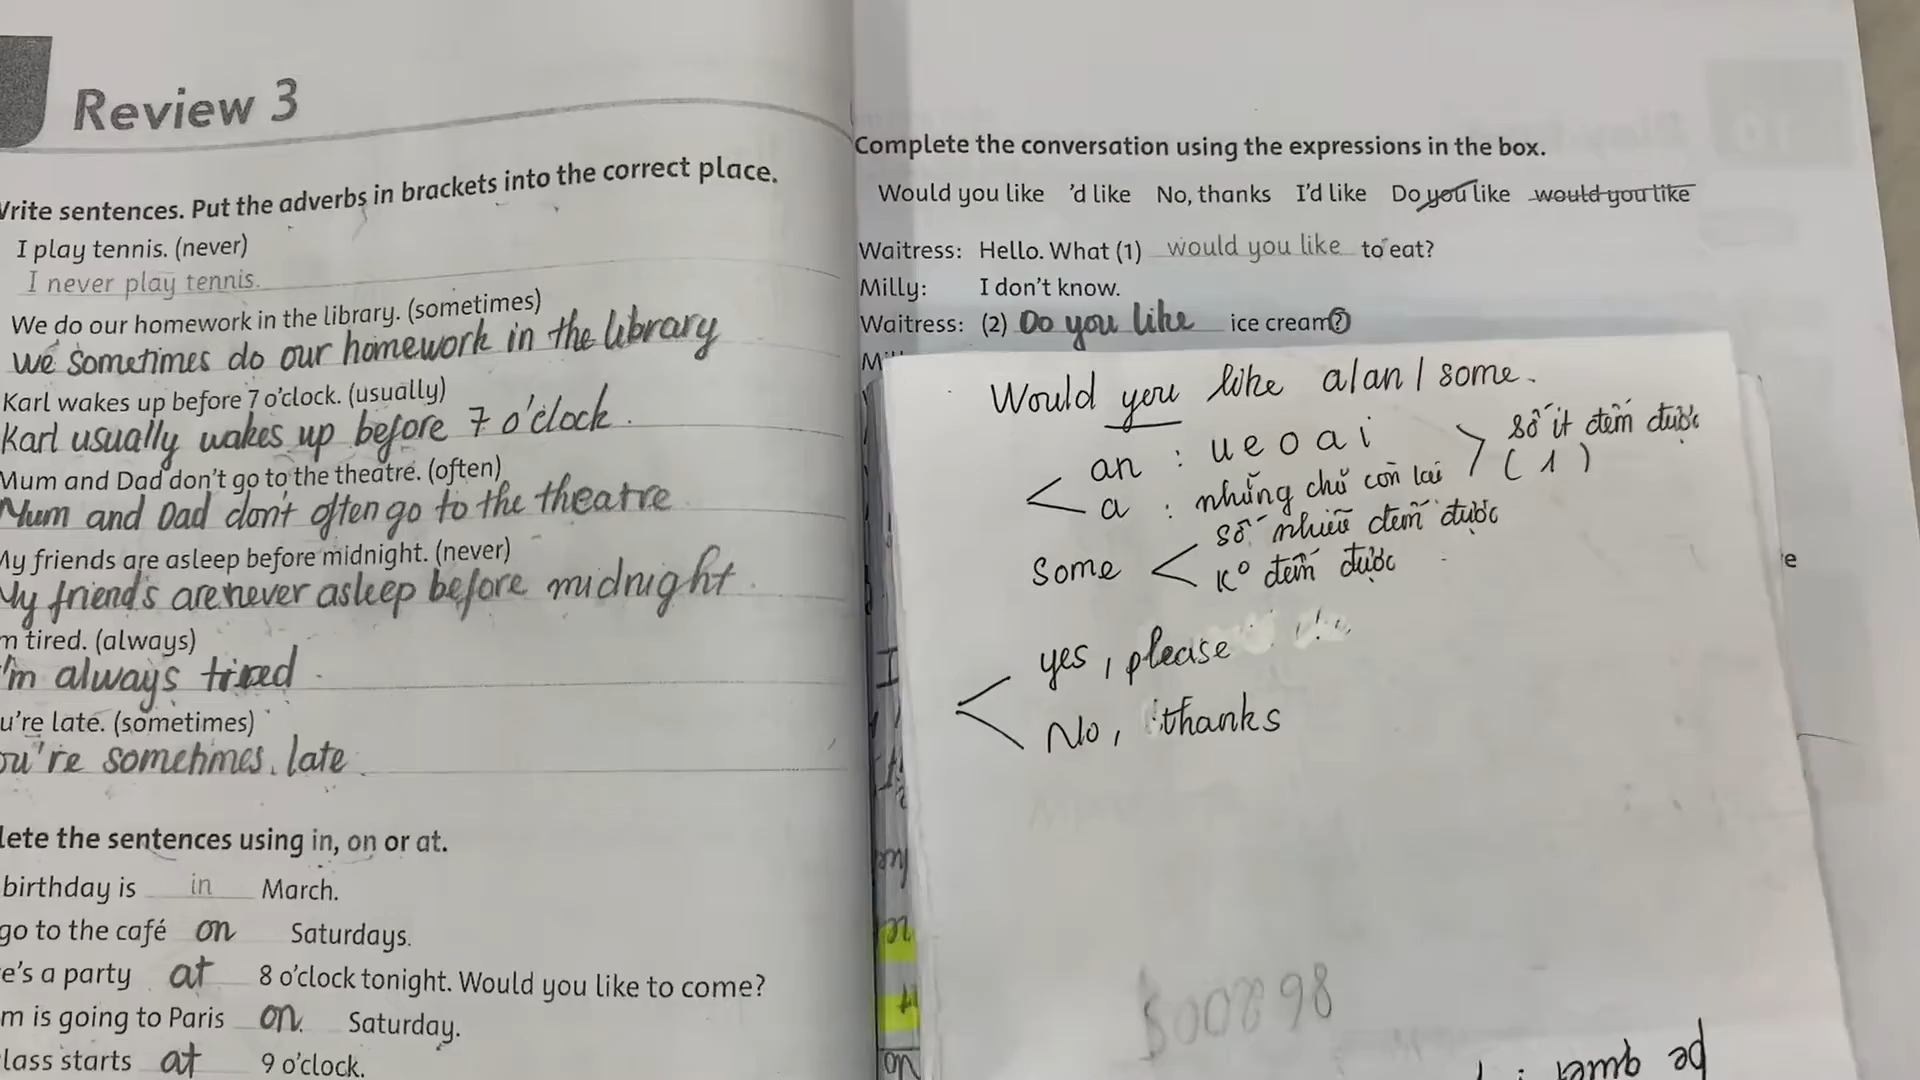 Review 3
Write sentences. Put the adverbs in brackets into the correct place.
I play tennis. (never)
I never play tennis.
We do our homework in the library. (sometimes)
We sometimes do our homework in the library
Karl wakes up before 7 o'clock. (usually)
Karl usually wakes up before 7 o'clock.
Mum and Dad don't go to the theatre. (often)
Mum and Dad don't often go to the theatre
My friends are asleep before midnight. (never)
My friends are never asleep before midnight.
m tired. (always)
I'm always tired.
u're late. (sometimes)
ou're sometimes late.
lete the sentences using in, on or at.
birthday is in March.
go to the café on Saturdays.
e's a party at 8 o'clock tonight. Would you like to come?
m is going to Paris on. Saturday.
lass starts at 9 o'clock.
Complete the conversation using the expressions in the box.
Would you like 'd like No, thanks I'd like Do you like would you like
Waitress: Hello. What (1) would you like to eat?
Milly: I don't know.
Waitress: (2) Do you like ice cream?
Would you like a/an/some.
an : u e o a i
a : những chữ còn lại
số ít đếm được
(1)
some
số nhiều đếm được
K° đếm được
yes, please
No, thanks
e